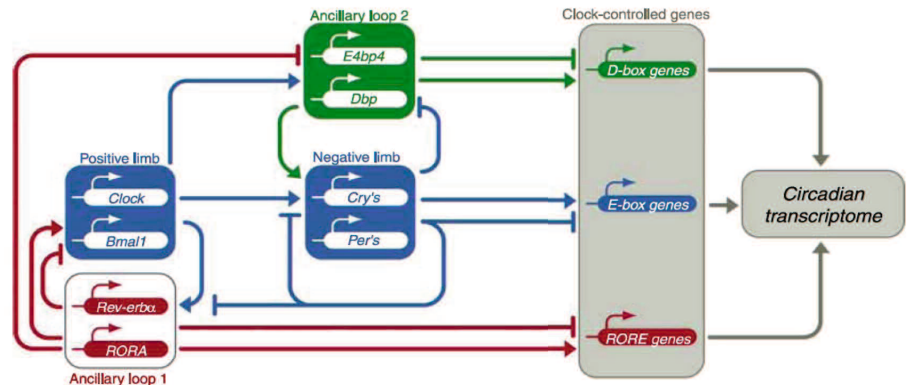 Ancillary loop 2
Clock-controlled genes
E4bp4
Dbp
D-box genes
Positive limb
Negative limb
Clock
Cry's
E-box genes
Circadian
transcriptome
Bmal1
Per's
Rev-erbα
RORA
RORE genes
Ancillary loop 1